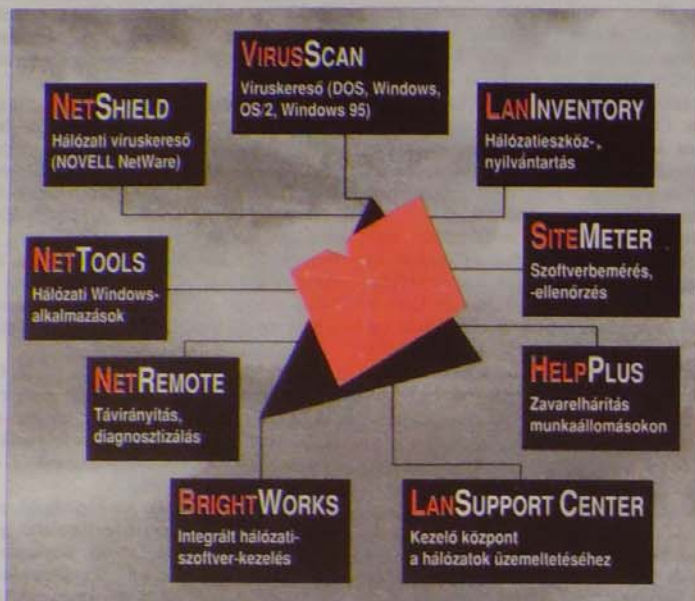 VIRUSSCAN
Víruskereső (DOS, Windows,
OS/2, Windows 95)
NETSHIELD
Hálózati víruskereső
(NOVELL NetWare)
LANINVENTORY
Hálózatieszköz-
nyilvántartás
NETTOOLS
Hálózati Windows-
alkalmazások
SITEMETER
Szoftverbemérés,
-ellenőrzés
NETREMOTE
Távirányítás,
diagnosztizálás
HELPPLUS
Zavarelhárítás
munkaállomásokon
BRIGHTWORKS
Integrált hálózati-
szoftver-kezelés
LANSUPPORT CENTER
Kezelő központ
a hálózatok üzemeltetéséhez